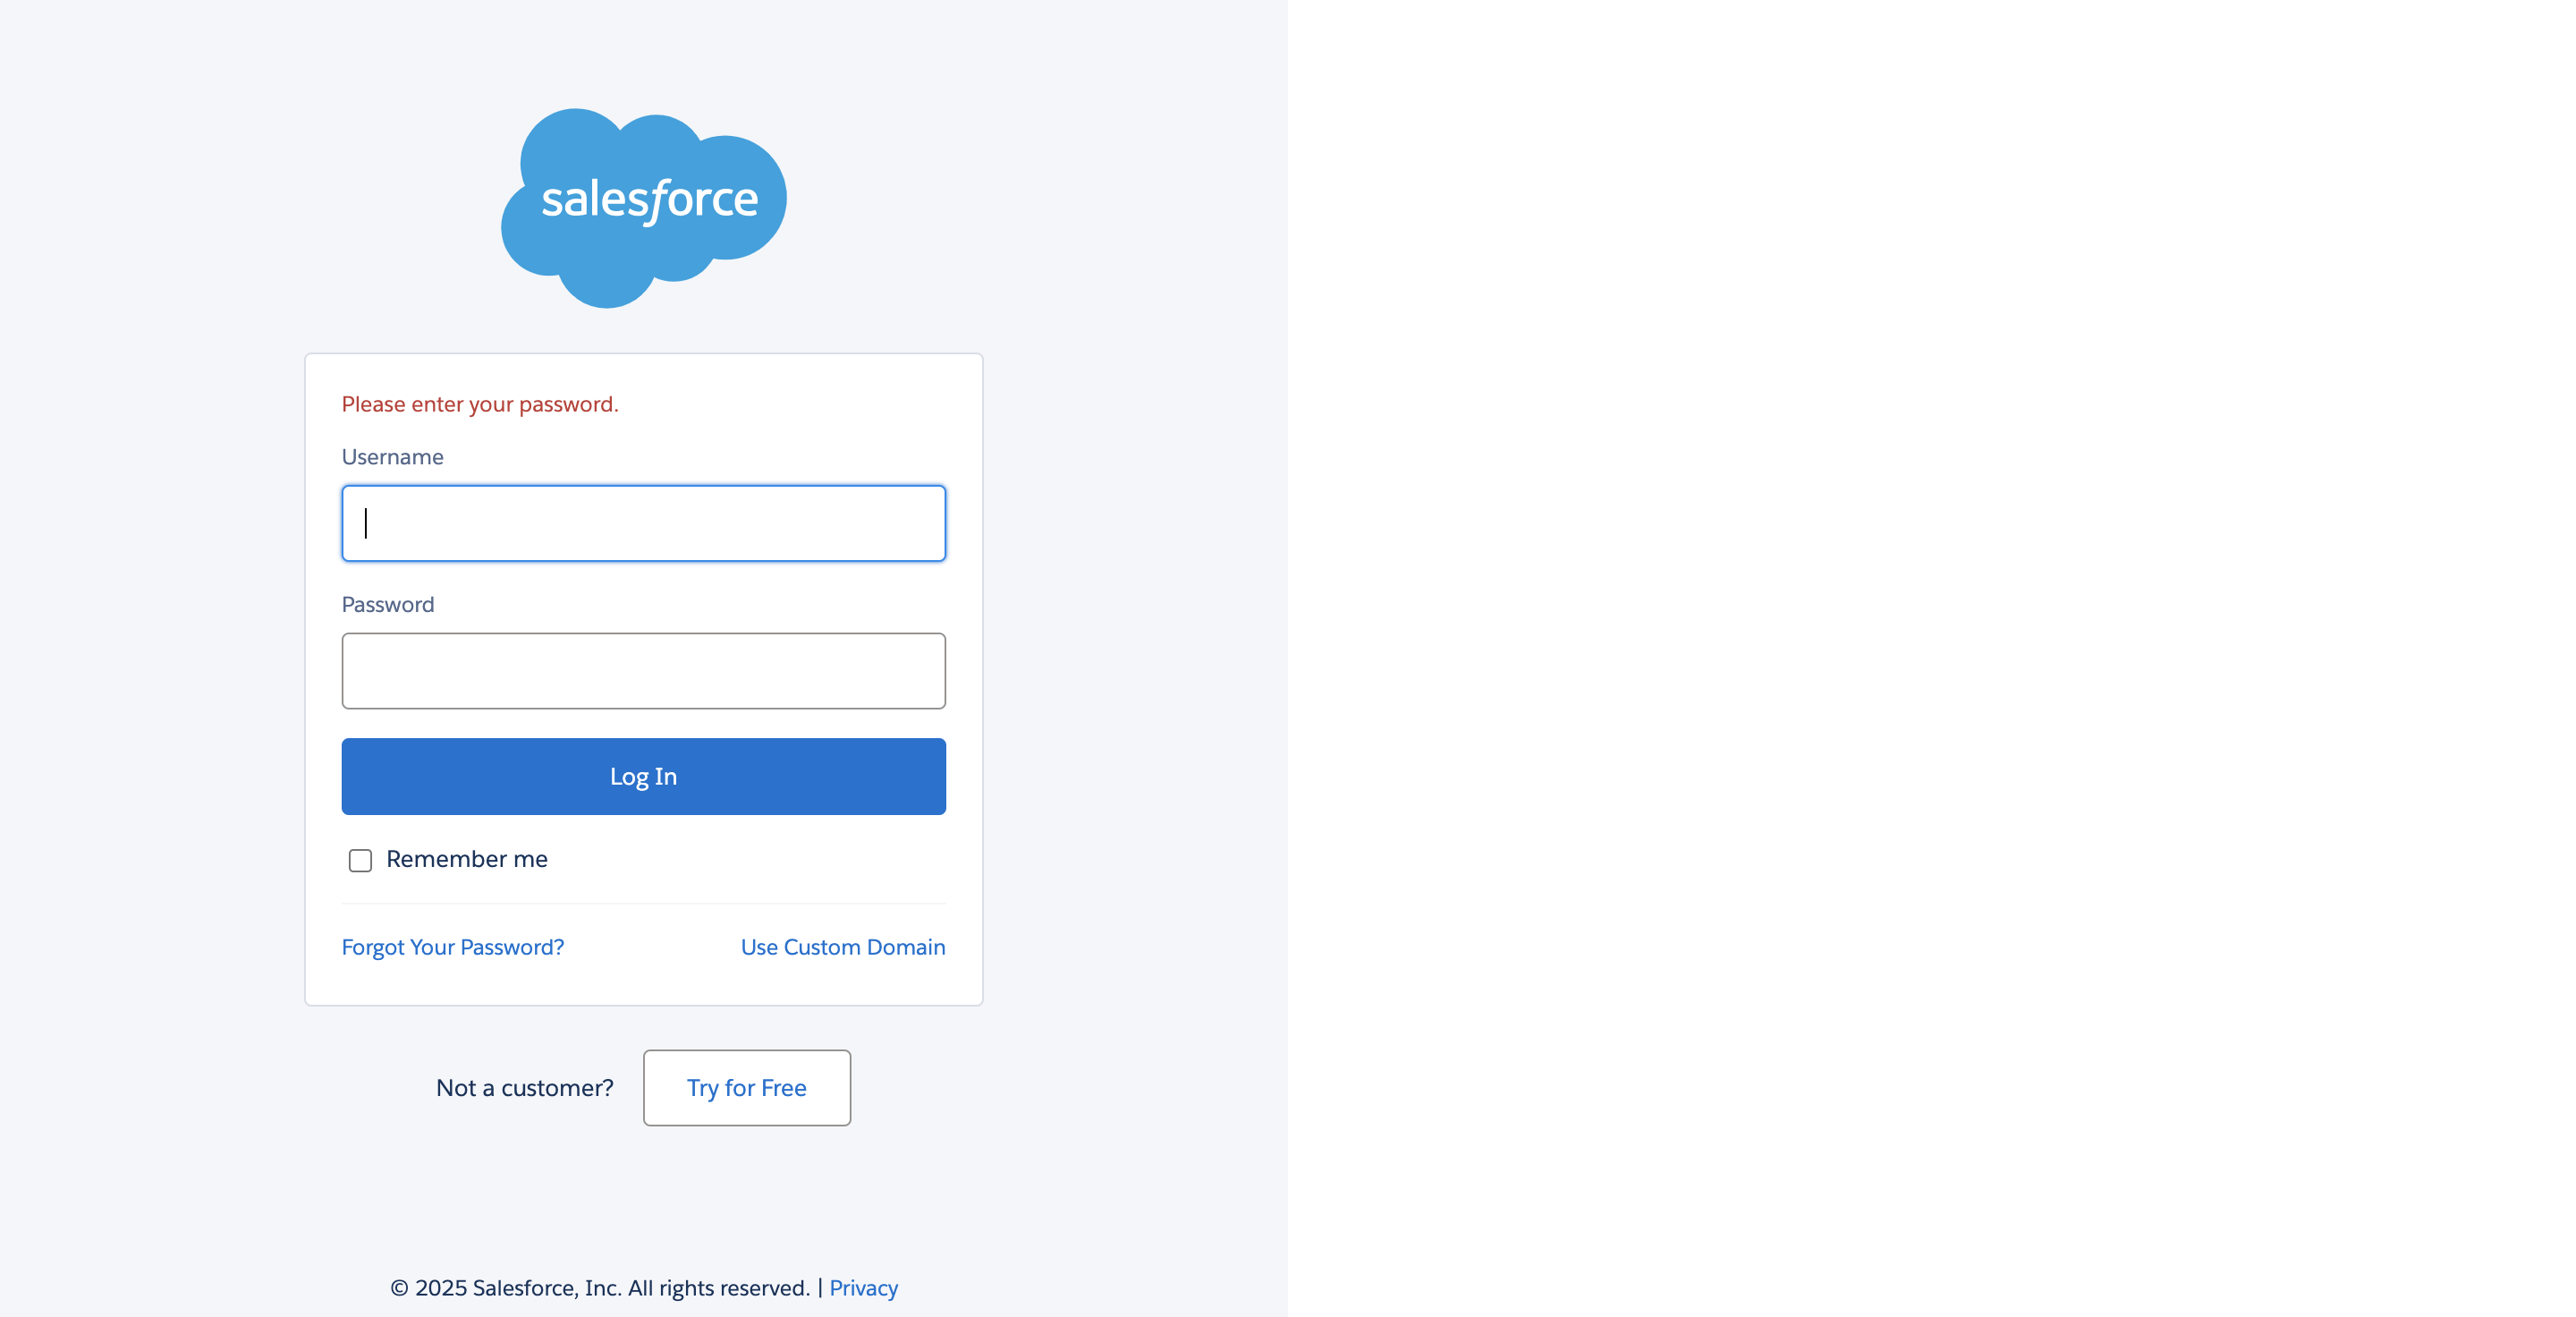 salesforce
Please enter your password.
Username
Password
Log In
Remember me
Forgot Your Password? Use Custom Domain
Not a customer? Try for Free
© 2025 Salesforce, Inc. All rights reserved. | Privacy